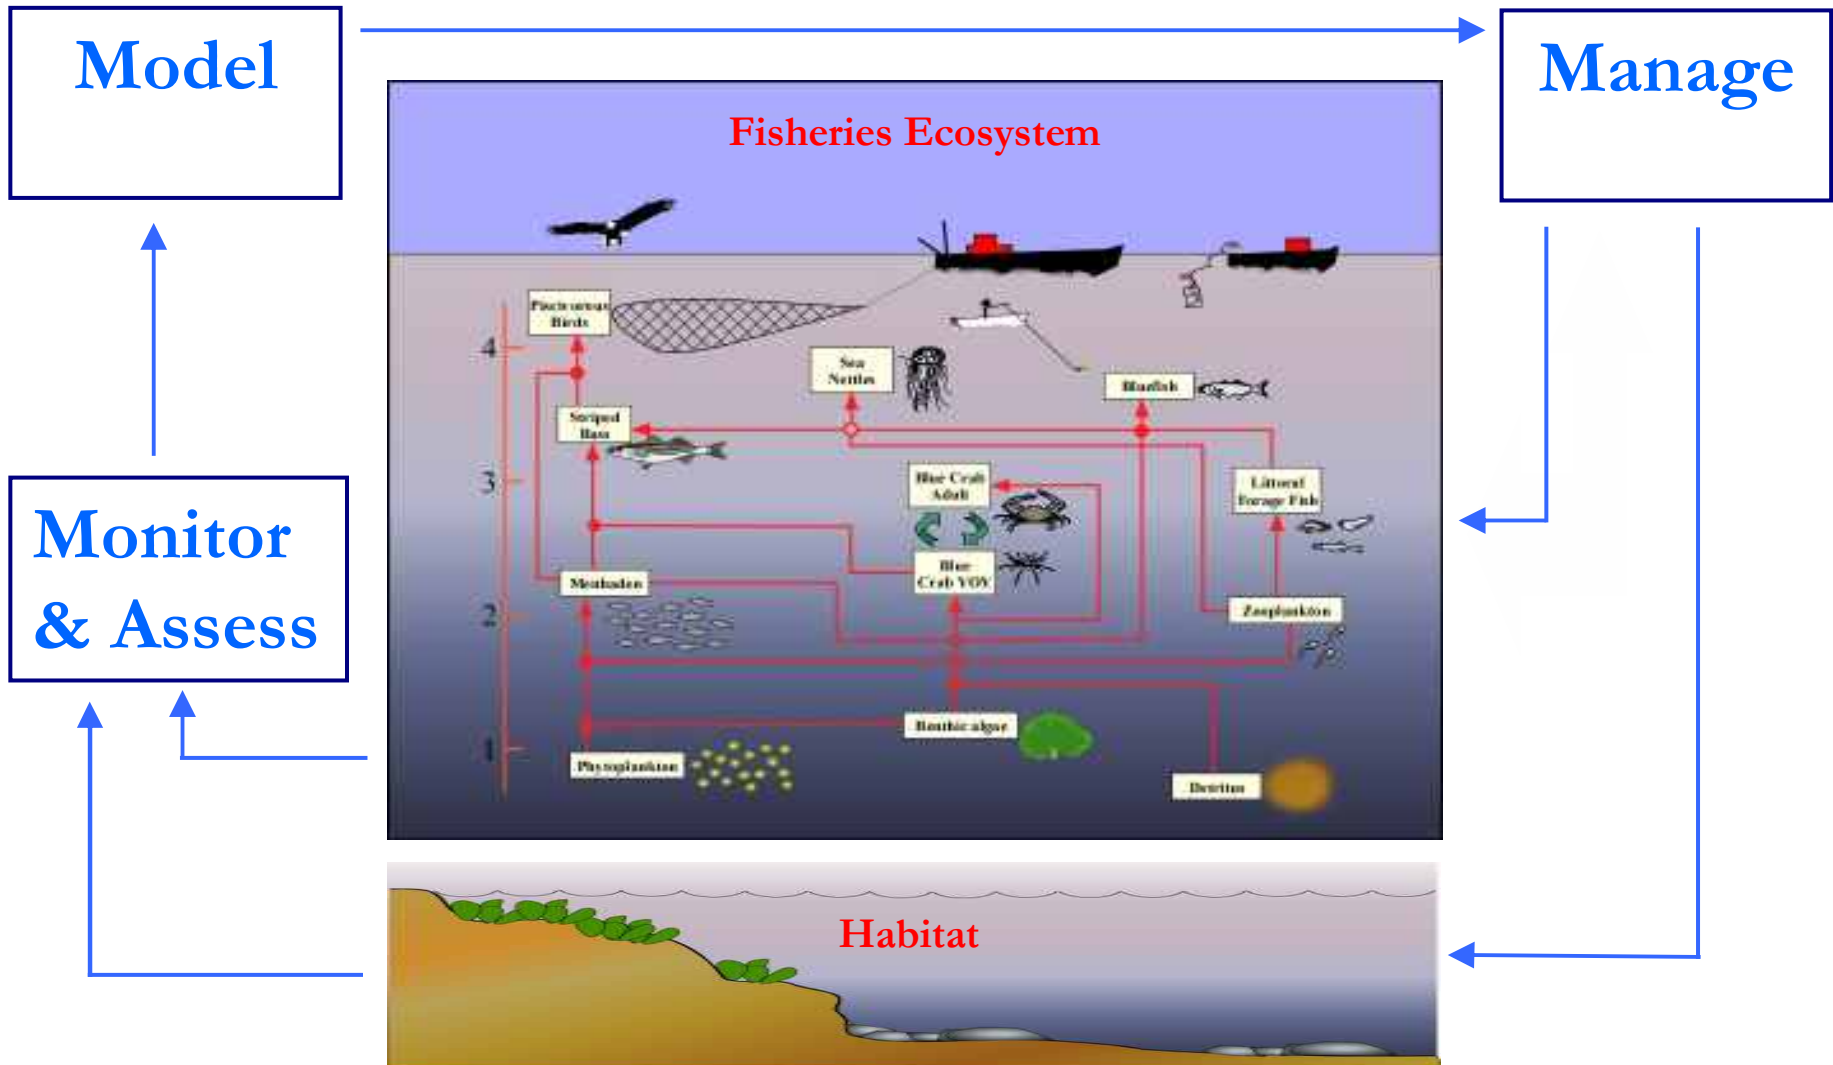 Model
Manage
Fisheries Ecosystem
Piscivorous
Birds
4
Sea
Nettles
Bluefish
Striped
Bass
3
Blue Crab
Adult
Littoral
Forage Fish
Monitor
& Assess
Blue
Crab YOY
Menhaden
Zooplankton
2
Benthic algae
1
Phytoplankton
Detritus
Habitat